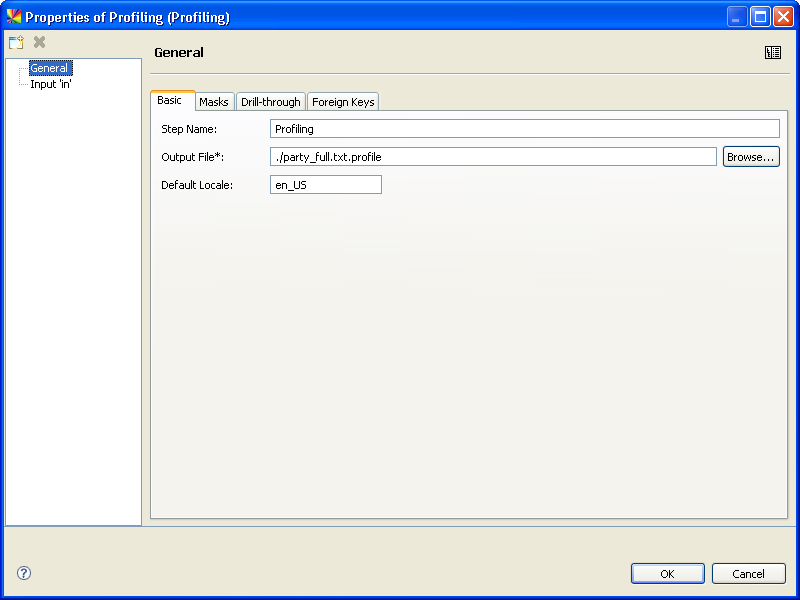 Properties of Profiling (Profiling)
General
Input 'in'
General
Basic Masks Drill-through Foreign Keys
Step Name: Profiling
Output File*: ./party_full.txt.profile Browse...
Default Locale: en_US
OK Cancel